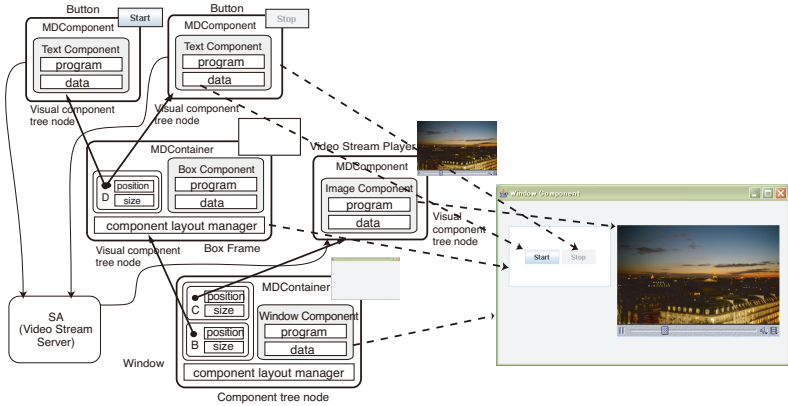 Button
Start
MDComponent
Text Component
program
data
Visual component
tree node
Button
Stop
MDComponent
Text Component
program
data
Visual component
tree node
MDContainer
D
position
size
Box Component
program
data
component layout manager
Visual component
tree node
Box Frame
Video Stream Player
MDComponent
Image Component
program
data
Visual
component
tree node
SA
(Video Stream
Server)
Window
MDContainer
C
position
size
B
position
size
Window Component
program
data
component layout manager
Component tree node
Window Component
Start
Stop